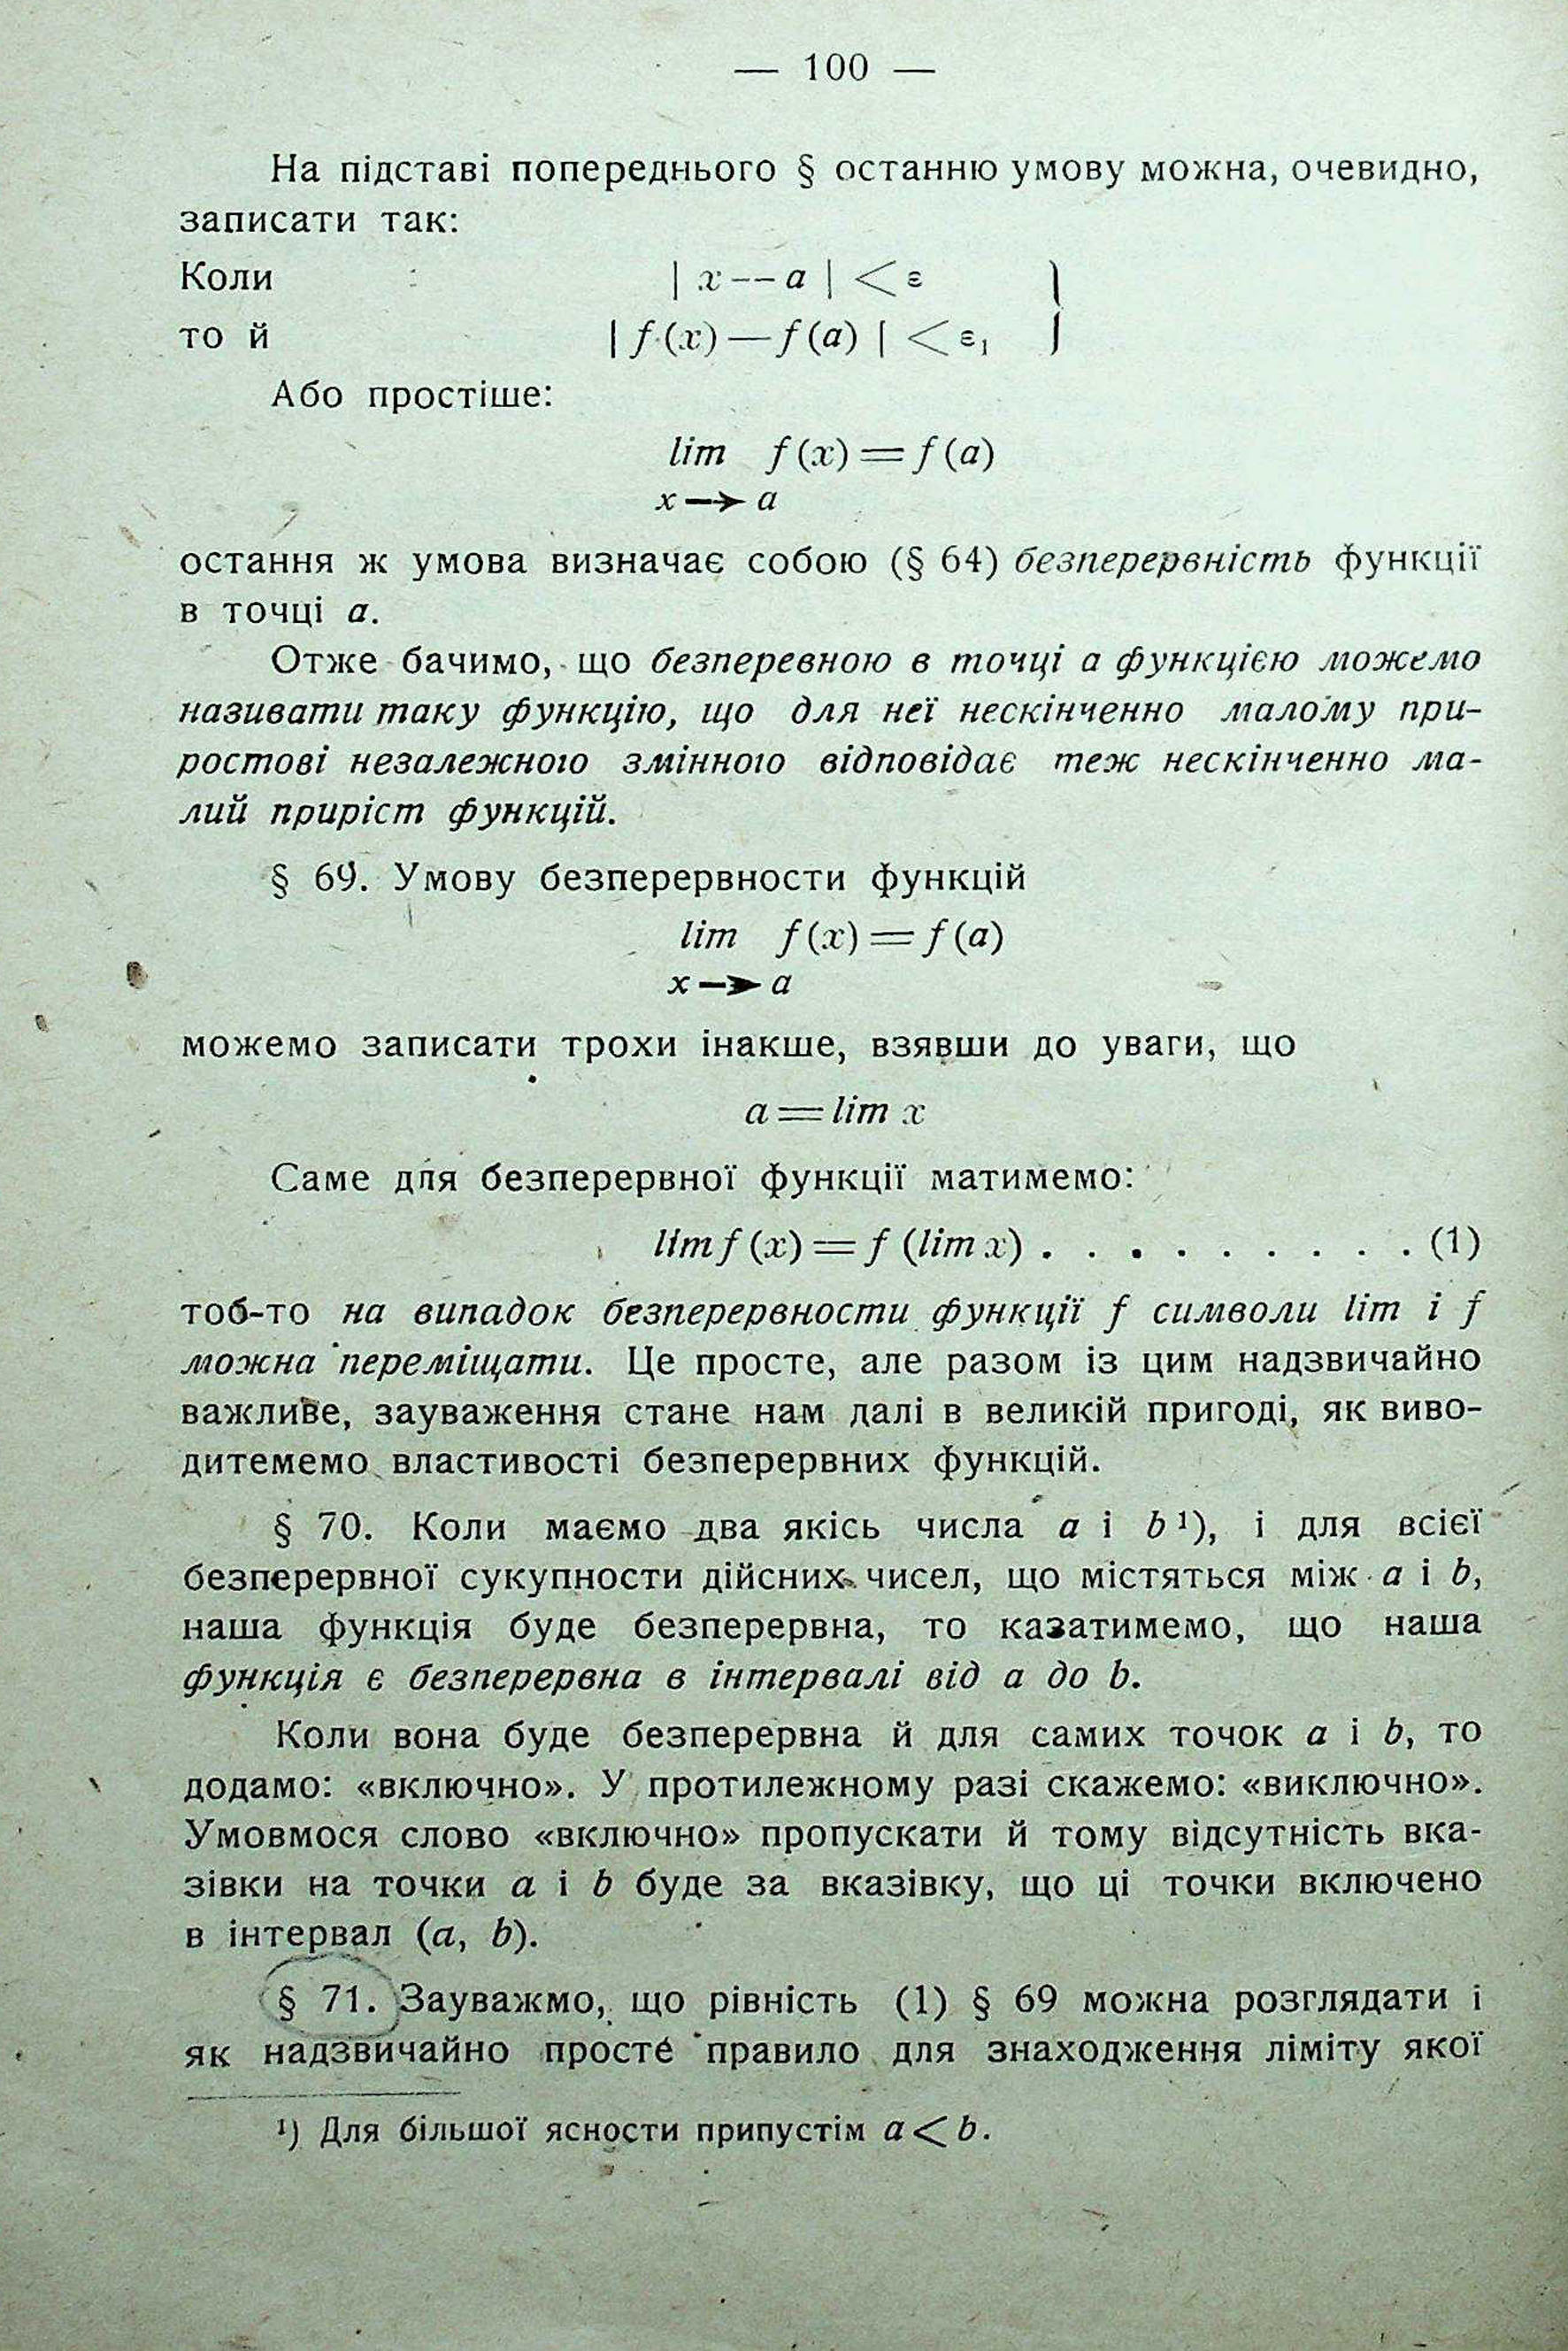 — 100 —
На підставі попереднього § останню умову можна, очевидно,
записати так:
Коли | x — a | < ε }
то й | f (x) — f (a) | < ε₁ }
Або простіше:
lim f (x) = f (a)
x → a
остання ж умова визначає собою (§ 64) безперервність функції
в точці a.
Отже бачимо, що безперевною в точці a функцією можемо
називати таку функцію, що для неї нескінченно малому при-
ростові незалежного змінного відповідає теж нескінченно ма-
лий приріст функцій.
§ 69. Умову безперервности функцій
lim f (x) = f (a)
x → a
можемо записати трохи інакше, взявши до уваги, що
a = lim x
Саме для безперервної функції матимемо:
lim f (x) = f (lim x) . . . . . . . . . (1)
тоб-то на випадок безперервности функції f символи lim і f
можна переміщати. Це просте, але разом із цим надзвичайно
важливе, зауваження стане нам далі в великій пригоді, як виво-
дитемемо властивості безперервних функцій.
§ 70. Коли маємо два якісь числа a і b ¹), і для всієї
безперервної сукупности дійсних чисел, що містяться між a і b,
наша функція буде безперервна, то казатимемо, що наша
функція є безперервна в інтервалі від a до b.
Коли вона буде безперервна й для самих точок a і b, то
додамо: «включно». У протилежному разі скажемо: «виключно».
Умовмося слово «включно» пропускати й тому відсутність вка-
зівки на точки a і b буде за вказівку, що ці точки включено
в інтервал (a, b).
§ 71. Зауважмо, що рівність (1) § 69 можна розглядати і
як надзвичайно просте правило для знаходження ліміту якої
¹) Для більшої ясности припустім a < b.